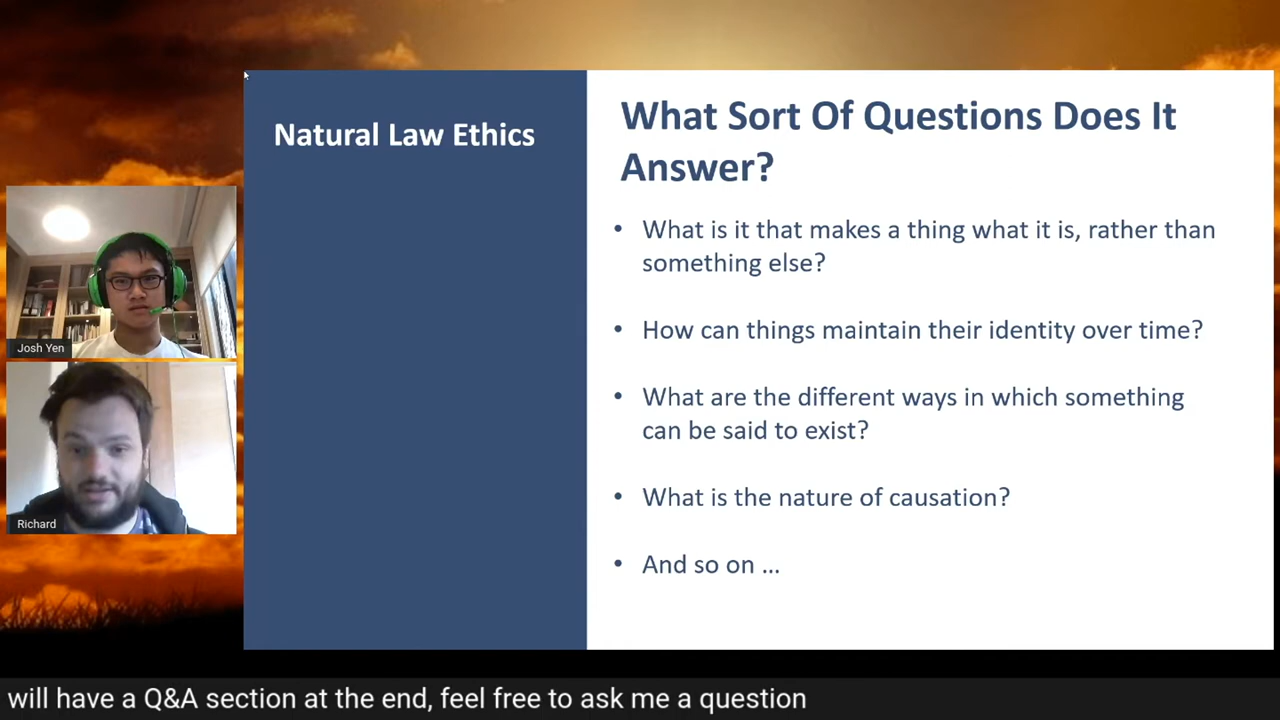 Natural Law Ethics
What Sort Of Questions Does It
Answer?
• What is it that makes a thing what it is, rather than
something else?
• How can things maintain their identity over time?
• What are the different ways in which something
can be said to exist?
• What is the nature of causation?
• And so on ...
Josh Yen
Richard
will have a Q&A section at the end, feel free to ask me a question